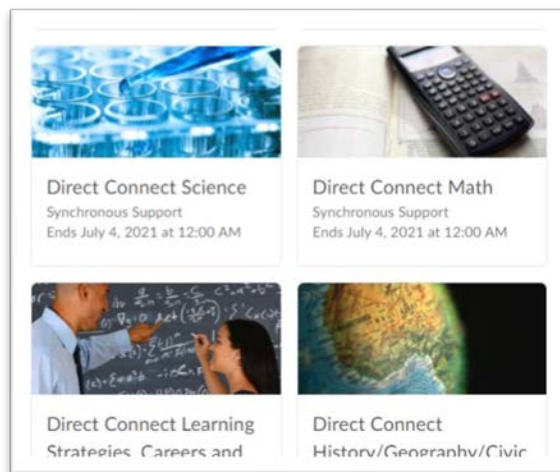 Direct Connect Science
Synchronous Support
Ends July 4, 2021 at 12:00 AM
Direct Connect Math
Synchronous Support
Ends July 4, 2021 at 12:00 AM
Direct Connect Learning
Strategies, Careers and
Direct Connect
History/Geography/Civic